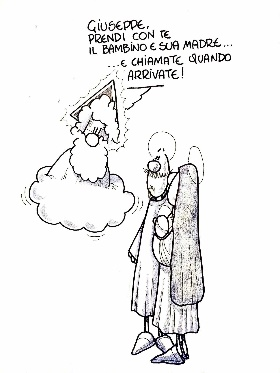 GIUSEPPE,
PRENDI CON TE
IL BAMBINO E SUA MADRE...
...E CHIAMATE QUANDO
ARRIVATE!